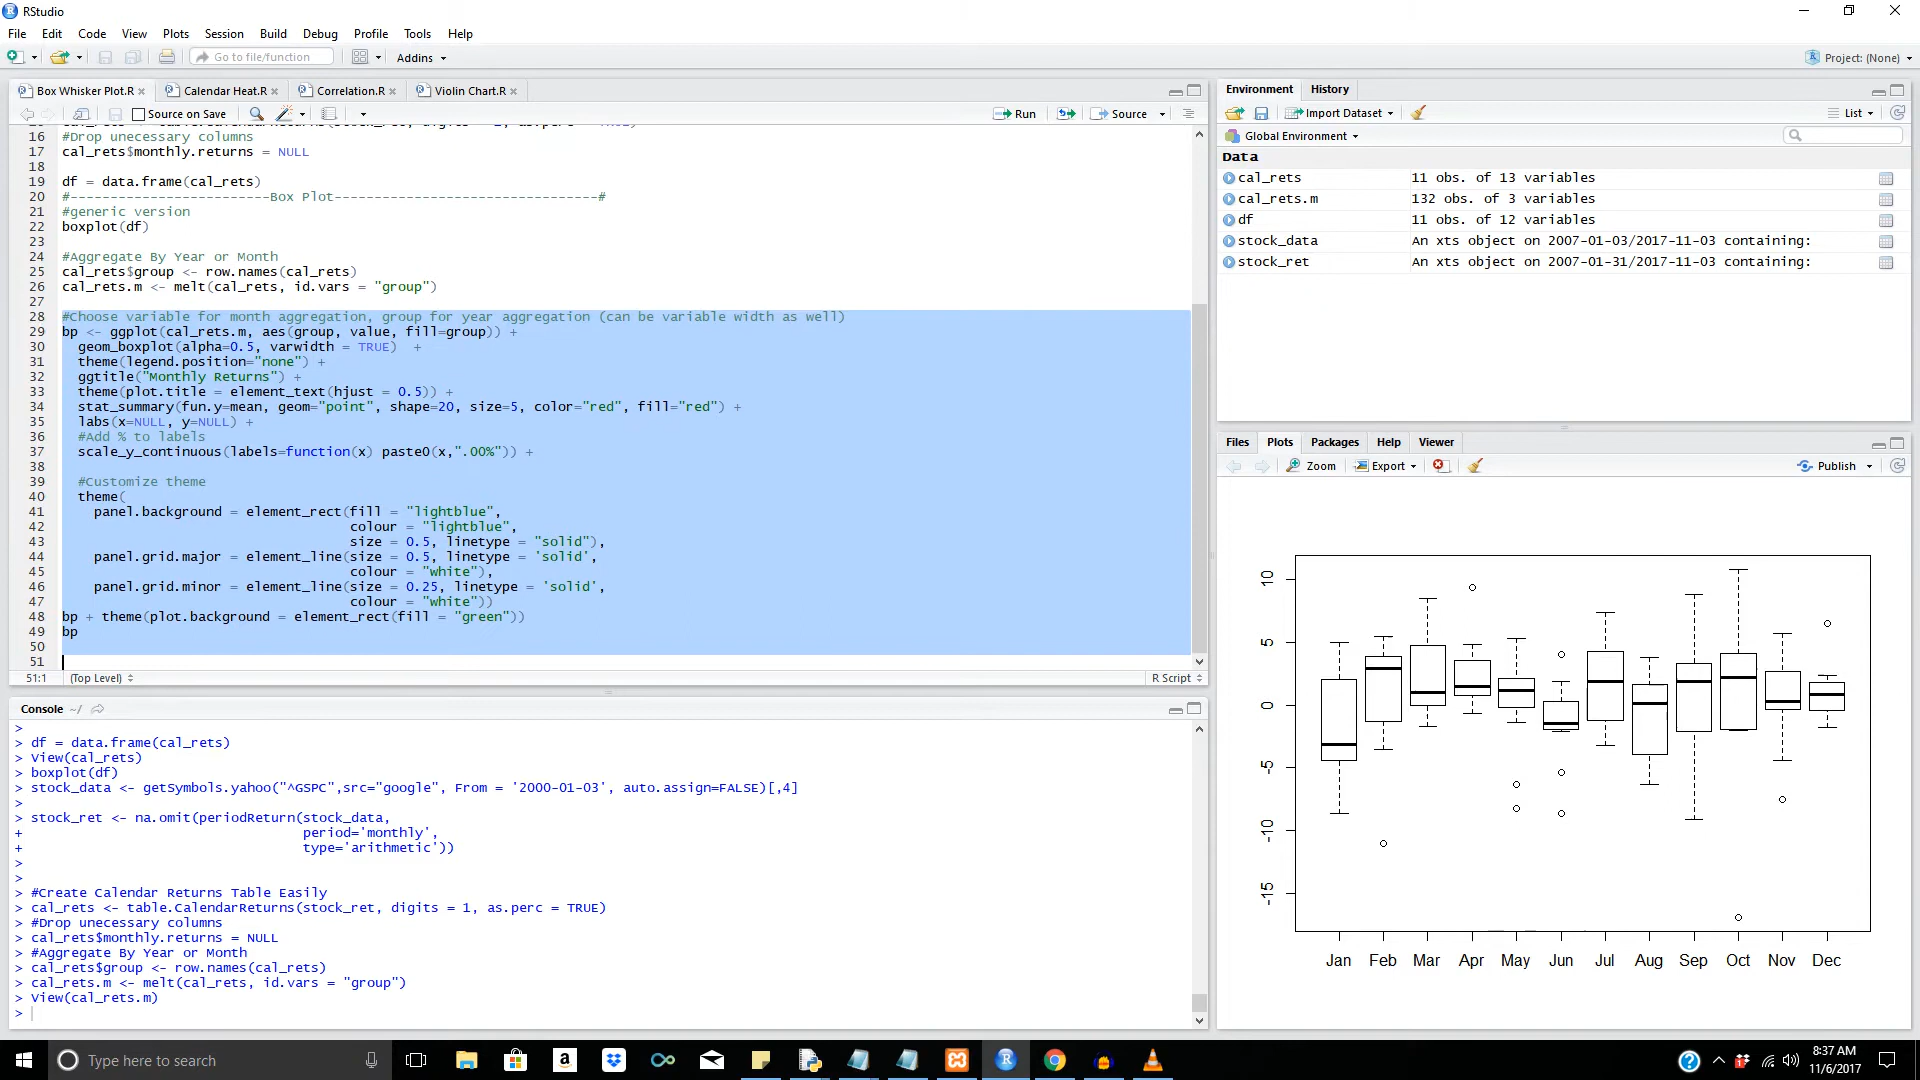 RStudio
File Edit Code View Plots Session Build Debug Profile Tools Help
Go to file/function Addins Project: (None)
Box Whisker Plot.R Calendar Heat.R Correlation.R Violin Chart.R
Source on Save Run Source
16 #Drop unecessary columns
17 cal_rets$monthly.returns = NULL
18
19 df = data.frame(cal_rets)
20 #-------------------------Box Plot---------------------------------#
21 #generic version
22 boxplot(df)
23
24 #Aggregate By Year or Month
25 cal_rets$group <- row.names(cal_rets)
26 cal_rets.m <- melt(cal_rets, id.vars = "group")
27
28 #Choose variable for month aggregation, group for year aggregation (can be variable width as well)
29 bp <- ggplot(cal_rets.m, aes(group, value, fill=group)) +
30 geom_boxplot(alpha=0.5, varwidth = TRUE) +
31 theme(legend.position="none") +
32 ggtitle("Monthly Returns") +
33 theme(plot.title = element_text(hjust = 0.5)) +
34 stat_summary(fun.y=mean, geom="point", shape=20, size=5, color="red", fill="red") +
35 labs(x=NULL, y=NULL) +
36 #Add % to labels
37 scale_y_continuous(labels=function(x) paste0(x,".00%")) +
38
39 #Customize theme
40 theme(
41 panel.background = element_rect(fill = "lightblue",
42 colour = "lightblue",
43 size = 0.5, linetype = "solid"),
44 panel.grid.major = element_line(size = 0.5, linetype = 'solid',
45 colour = "white"),
46 panel.grid.minor = element_line(size = 0.25, linetype = 'solid',
47 colour = "white"))
48 bp + theme(plot.background = element_rect(fill = "green"))
49 bp
50
51
51:1 (Top Level) R Script
Console ~/
>
> df = data.frame(cal_rets)
> View(cal_rets)
> boxplot(df)
> stock_data <- getSymbols.yahoo("^GSPC",src="google", From = '2000-01-03', auto.assign=FALSE)[,4]
>
> stock_ret <- na.omit(periodReturn(stock_data,
+ period='monthly',
+ type='arithmetic'))
>
>
> #Create Calendar Returns Table Easily
> cal_rets <- table.CalendarReturns(stock_ret, digits = 1, as.perc = TRUE)
> #Drop unecessary columns
> cal_rets$monthly.returns = NULL
> #Aggregate By Year or Month
> cal_rets$group <- row.names(cal_rets)
> cal_rets.m <- melt(cal_rets, id.vars = "group")
> View(cal_rets.m)
>
Environment History
Import Dataset List
Global Environment
Data
cal_rets 11 obs. of 13 variables
cal_rets.m 132 obs. of 3 variables
df 11 obs. of 12 variables
stock_data An xts object on 2007-01-03/2017-11-03 containing:
stock_ret An xts object on 2007-01-31/2017-11-03 containing:
Files Plots Packages Help Viewer
Zoom Export Publish
10
5
0
-5
-10
-15
Jan Feb Mar Apr May Jun Jul Aug Sep Oct Nov Dec
Type here to search
8:37 AM
11/6/2017